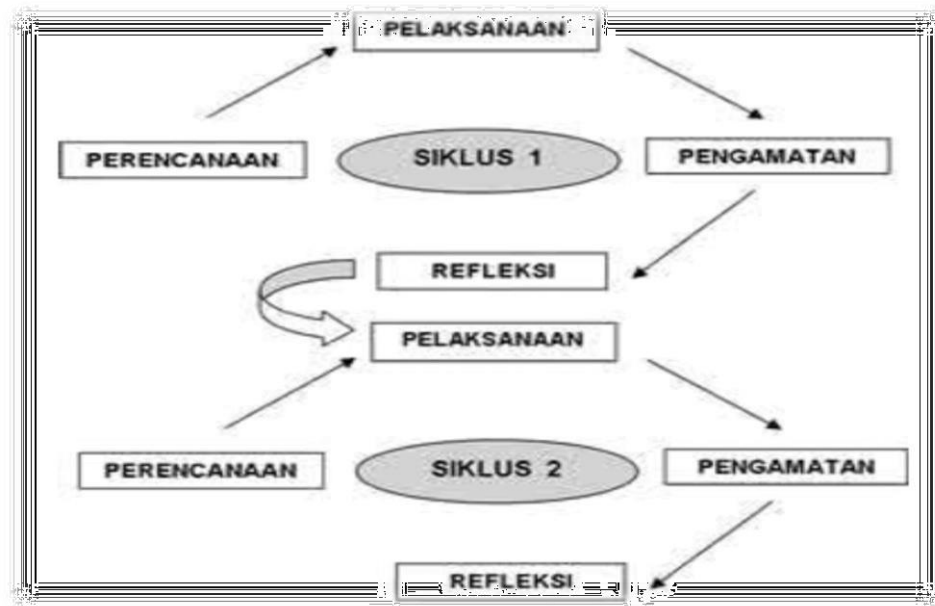 PELAKSANAAN
PERENCANAAN
SIKLUS 1
PENGAMATAN
REFLEKSI
PELAKSANAAN
PERENCANAAN
SIKLUS 2
PENGAMATAN
REFLEKSI